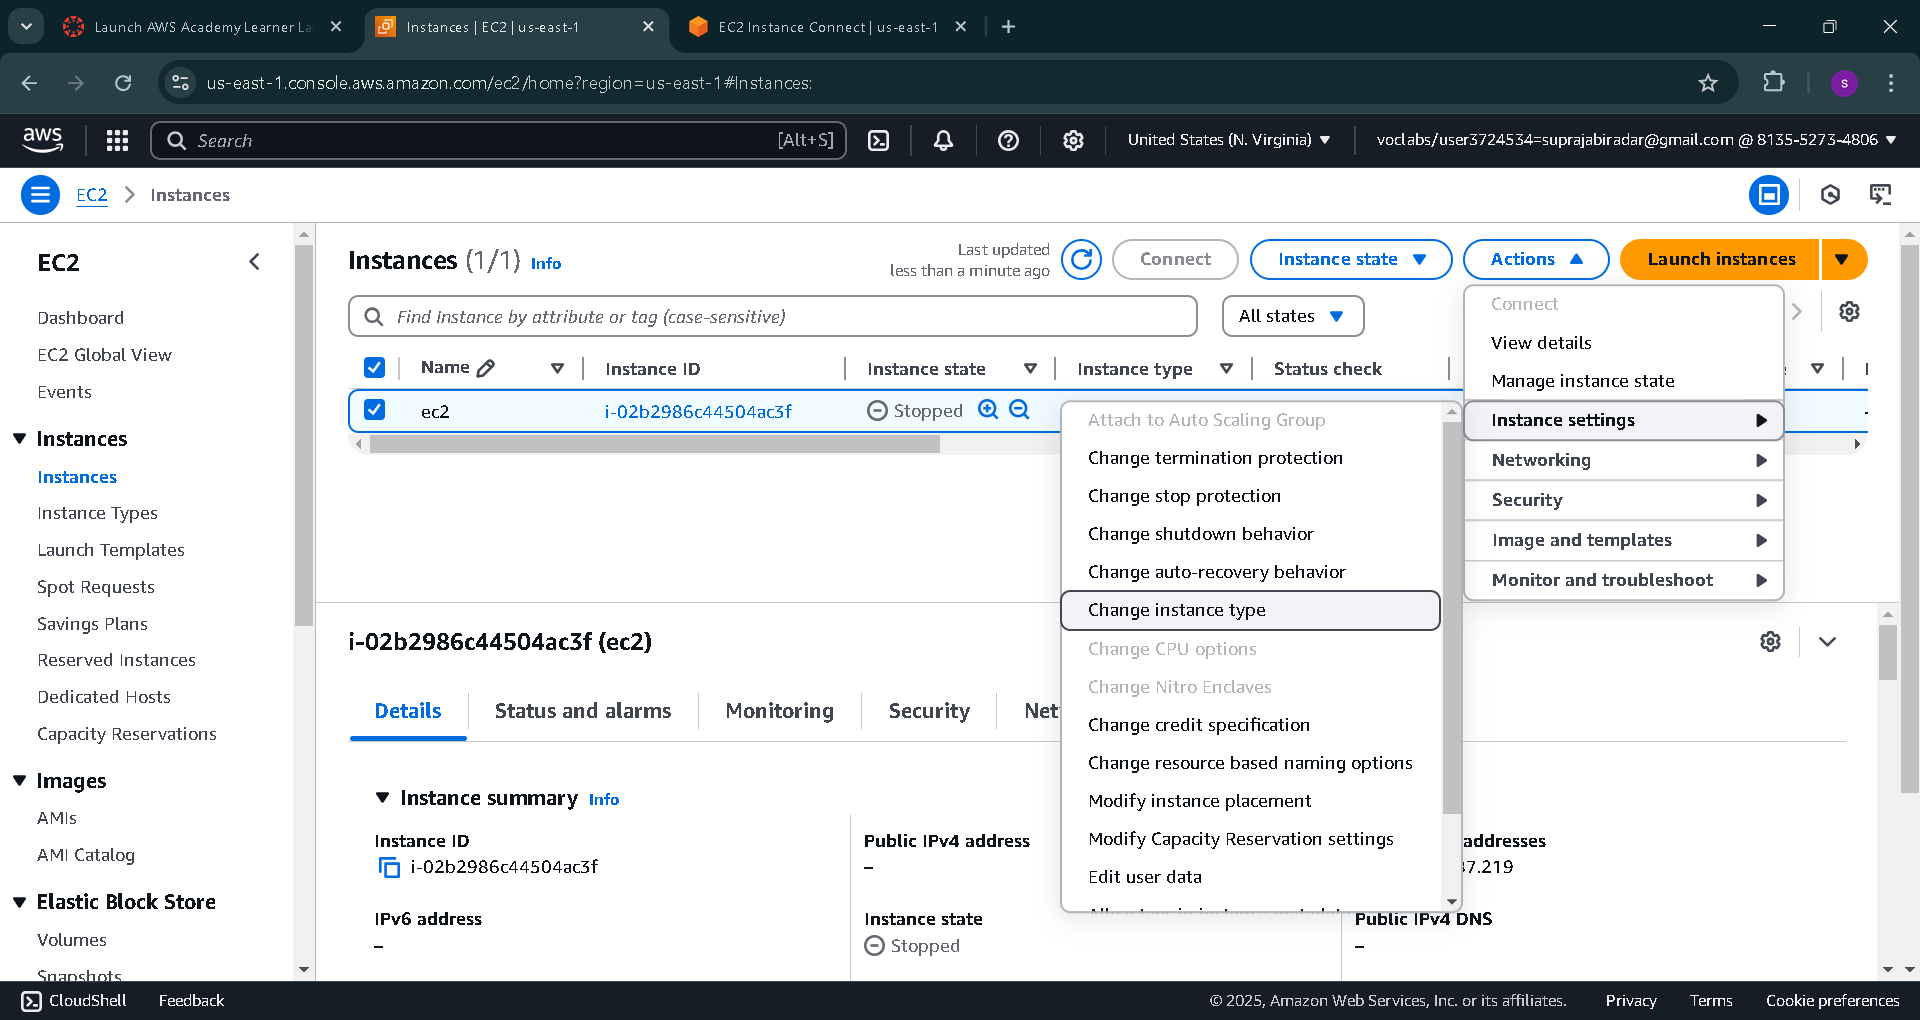 Launch AWS Academy Learner La
Instances | EC2 | us-east-1
EC2 Instance Connect | us-east-1
us-east-1.console.aws.amazon.com/ec2/home?region=us-east-1#Instances:
s
aws
Search
[Alt+S]
United States (N. Virginia)
voclabs/user3724534=suprajabiradar@gmail.com @ 8135-5273-4806
EC2
Instances
EC2
Dashboard
EC2 Global View
Events
Instances
Instances
Instance Types
Launch Templates
Spot Requests
Savings Plans
Reserved Instances
Dedicated Hosts
Capacity Reservations
Images
AMIs
AMI Catalog
Elastic Block Store
Volumes
Snapshots
Instances (1/1) Info
Last updated
less than a minute ago
Connect
Instance state
Actions
Launch instances
Find Instance by attribute or tag (case-sensitive)
All states
Name
Instance ID
Instance state
Instance type
Status check
ec2
i-02b2986c44504ac3f
Stopped
Connect
View details
Manage instance state
Instance settings
Networking
Security
Image and templates
Monitor and troubleshoot
Attach to Auto Scaling Group
Change termination protection
Change stop protection
Change shutdown behavior
Change auto-recovery behavior
Change instance type
Change CPU options
Change Nitro Enclaves
Change credit specification
Change resource based naming options
Modify instance placement
Modify Capacity Reservation settings
Edit user data
i-02b2986c44504ac3f (ec2)
Details
Status and alarms
Monitoring
Security
Net
Instance summary Info
Instance ID
i-02b2986c44504ac3f
Public IPv4 address
–
addresses
37.219
IPv6 address
–
Instance state
Stopped
Public IPv4 DNS
–
CloudShell
Feedback
© 2025, Amazon Web Services, Inc. or its affiliates.
Privacy
Terms
Cookie preferences